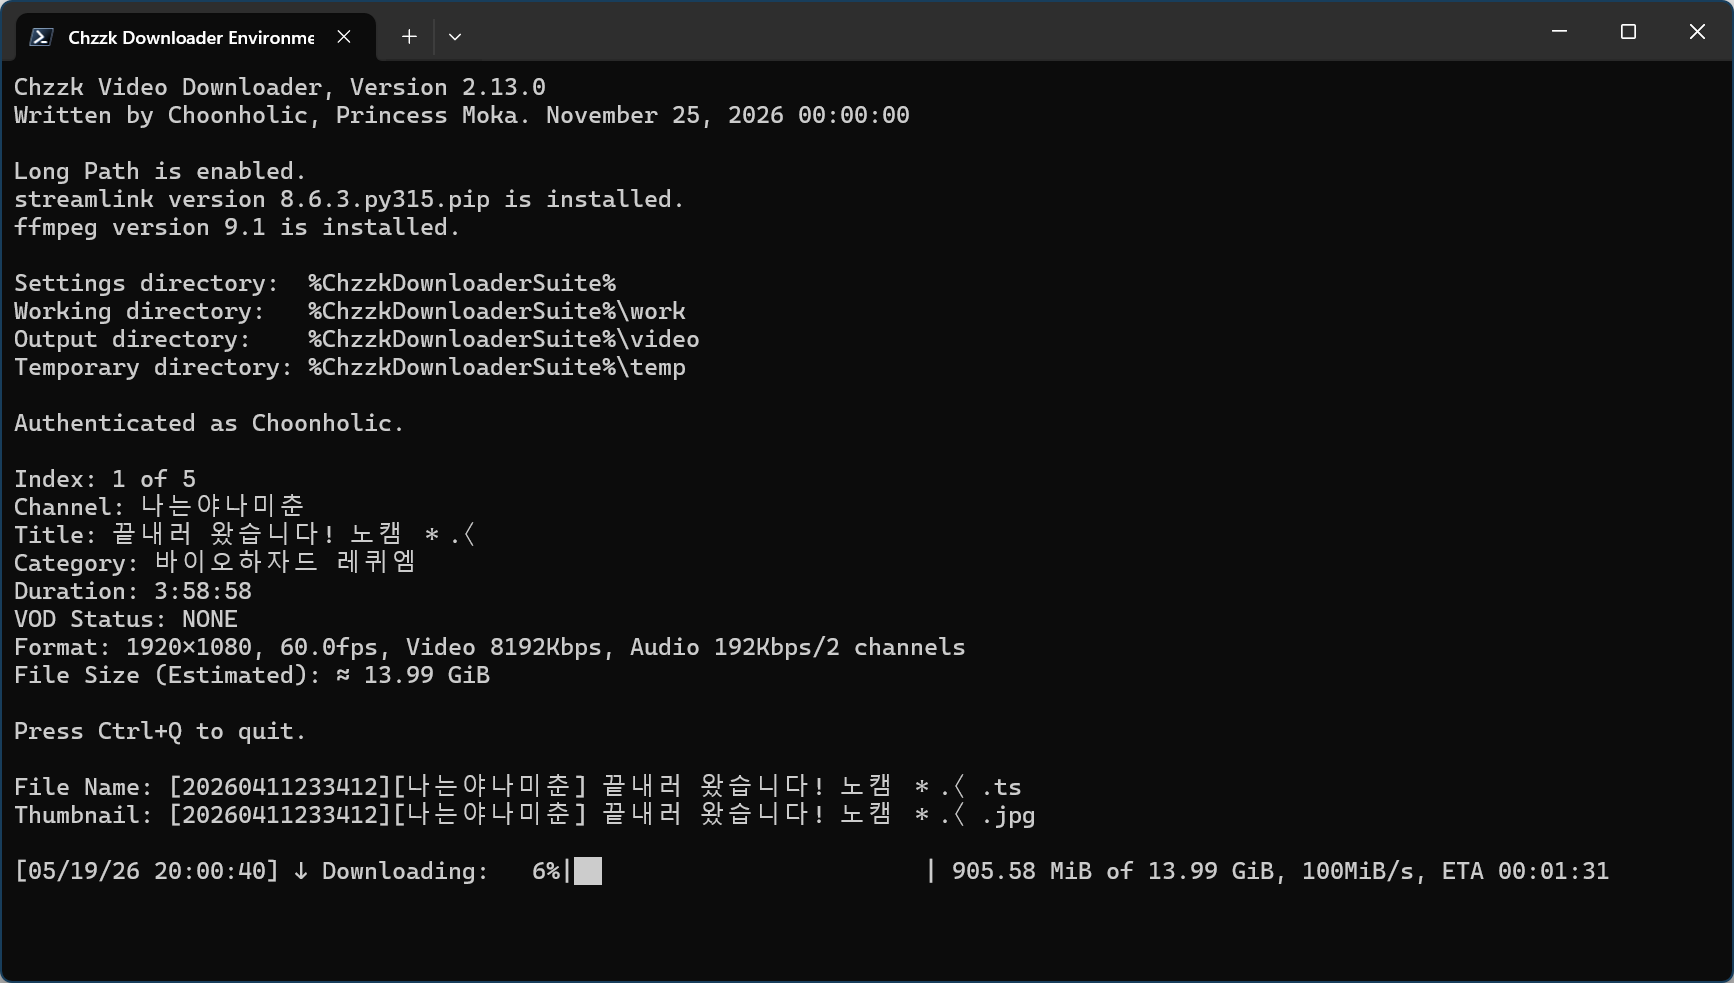 Chzzk Downloader Environme
Chzzk Video Downloader, Version 2.13.0
Written by Choonholic, Princess Moka. November 25, 2026 00:00:00
Long Path is enabled.
streamlink version 8.6.3.py315.pip is installed.
ffmpeg version 9.1 is installed.
Settings directory:  %ChzzkDownloaderSuite%
Working directory:   %ChzzkDownloaderSuite%\work
Output directory:    %ChzzkDownloaderSuite%\video
Temporary directory: %ChzzkDownloaderSuite%\temp
Authenticated as Choonholic.
Index: 1 of 5
Channel: 나는야나미춘
Title: 끝내러 왔습니다! 노캠 *.〈
Category: 바이오하자드 레퀴엠
Duration: 3:58:58
VOD Status: NONE
Format: 1920×1080, 60.0fps, Video 8192Kbps, Audio 192Kbps/2 channels
File Size (Estimated): ≈ 13.99 GiB
Press Ctrl+Q to quit.
File Name: [20260411233412][나는야나미춘] 끝내러 왔습니다! 노캠 *.〈 .ts
Thumbnail: [20260411233412][나는야나미춘] 끝내러 왔습니다! 노캠 *.〈 .jpg
[05/19/26 20:00:40] ↓ Downloading:   6%|██                       | 905.58 MiB of 13.99 GiB, 100MiB/s, ETA 00:01:31